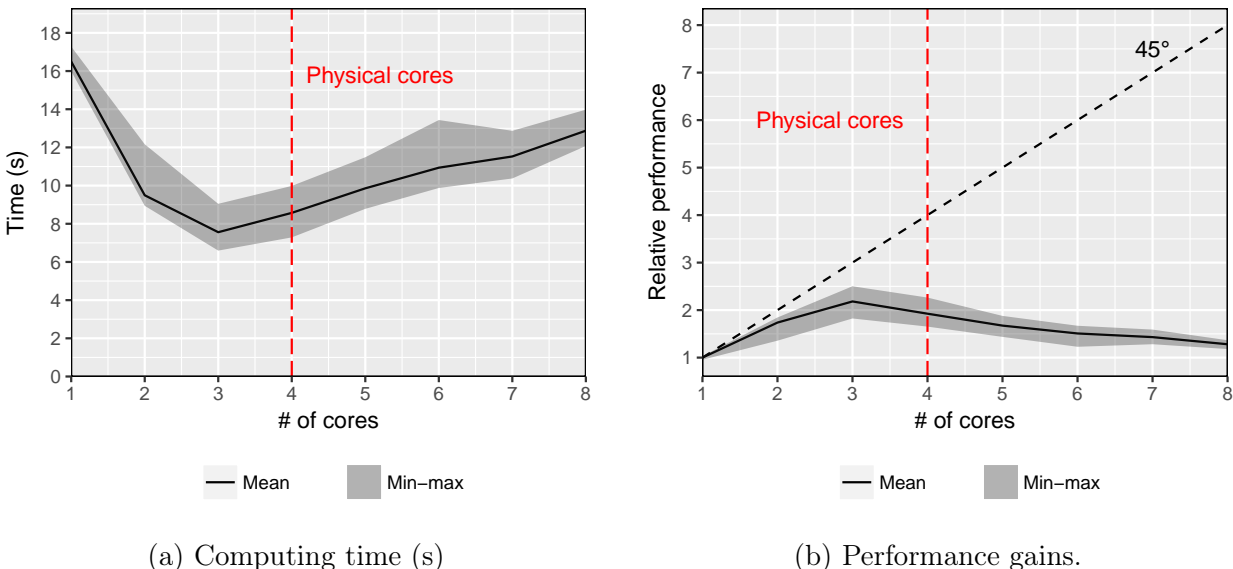 18
16
14
12
10
8
6
4
2
0
Time (s)
Physical cores
1 2 3 4 5 6 7 8
# of cores
Mean Min−max
(a) Computing time (s)
8
7
6
5
4
3
2
1
Relative performance
45°
Physical cores
1 2 3 4 5 6 7 8
# of cores
Mean Min−max
(b) Performance gains.